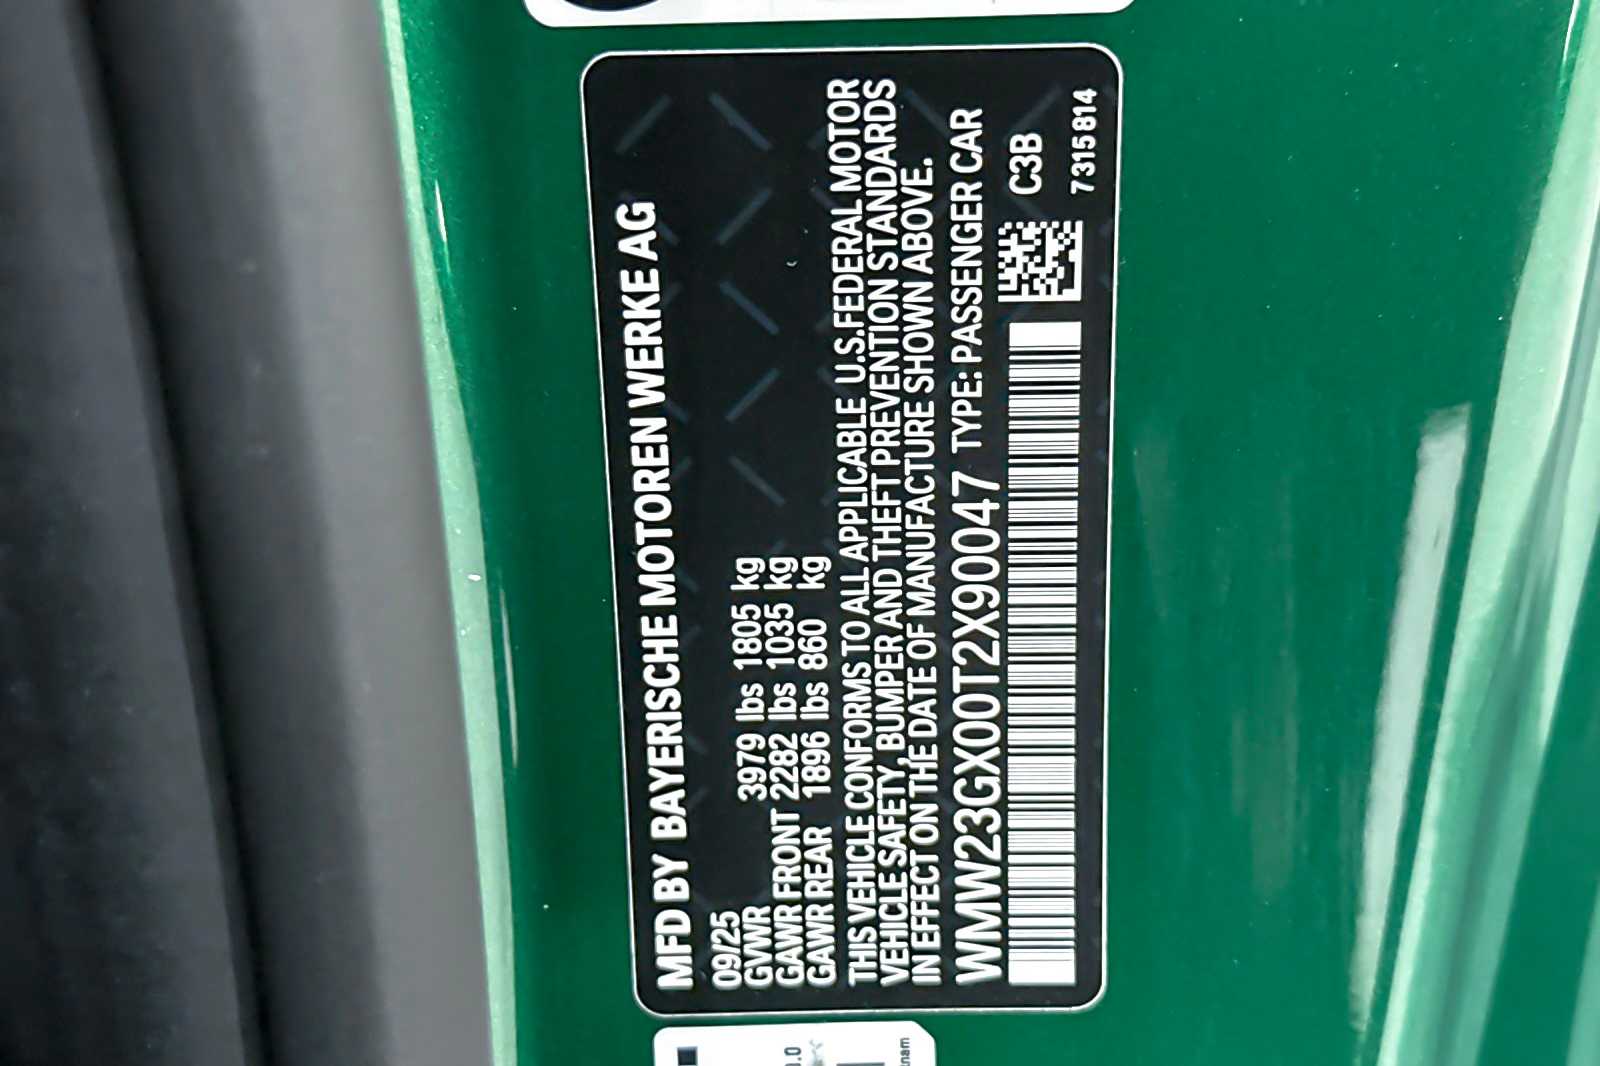 MFD BY BAYERISCHE MOTOREN WERKE AG
09/25
GVWR 3979 lbs 1805 kg
GAWR FRONT 2282 lbs 1035 kg
GAWR REAR 1896 lbs 860 kg
THIS VEHICLE CONFORMS TO ALL APPLICABLE U.S.FEDERAL MOTOR
VEHICLE SAFETY, BUMPER AND THEFT PREVENTION STANDARDS
IN EFFECT ON THE DATE OF MANUFACTURE SHOWN ABOVE.
WMW23GX00T2X90047 TYPE: PASSENGER CAR
C3B
7315814